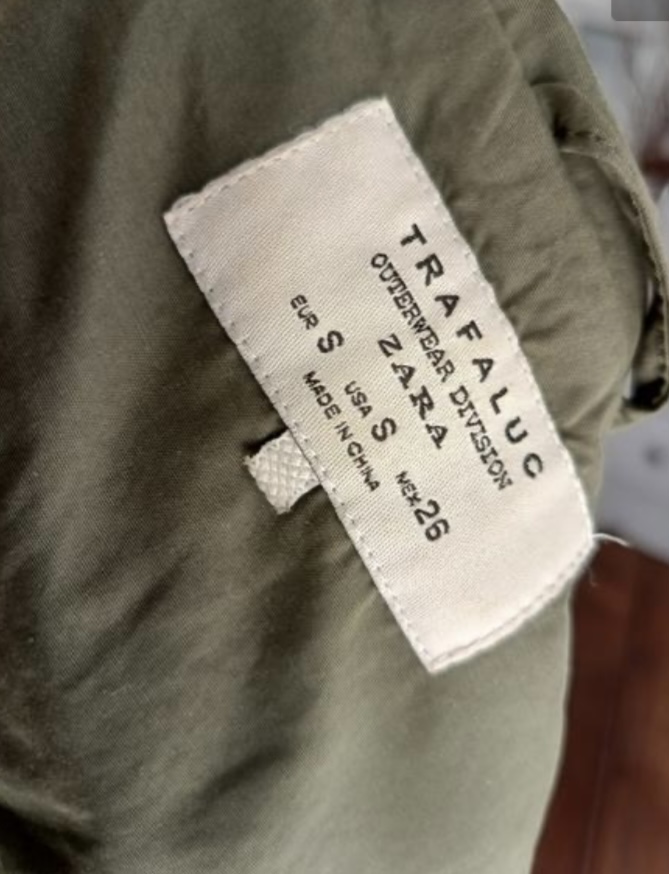 TRAFALUC
OUTERWEAR DIVISION
ZARA
EUR S USA S MEX 26
MADE IN CHINA